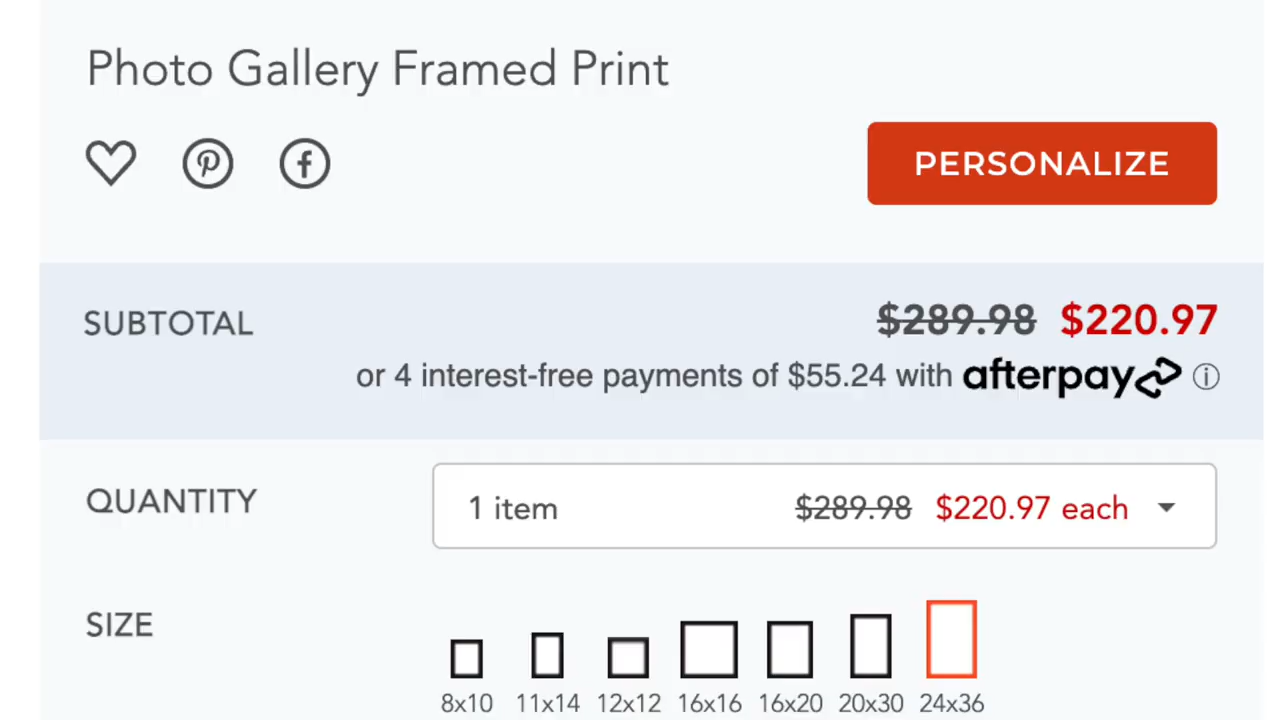 Photo Gallery Framed Print
PERSONALIZE
SUBTOTAL $289.98 $220.97
or 4 interest-free payments of $55.24 with afterpay
QUANTITY 1 item $289.98 $220.97 each
SIZE
8x10 11x14 12x12 16x16 16x20 20x30 24x36